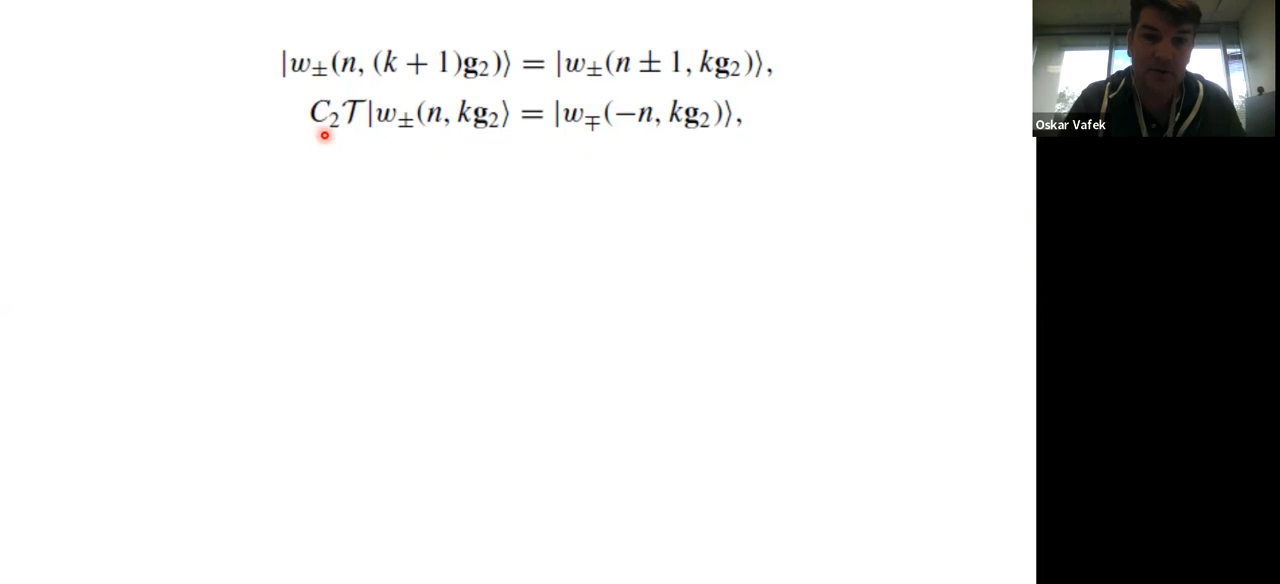 |w±(n, (k + 1)g₂)⟩ = |w±(n ± 1, kg₂)⟩,
C₂𝒯|w±(n, kg₂⟩ = |w∓(−n, kg₂)⟩,
Oskar Vafek